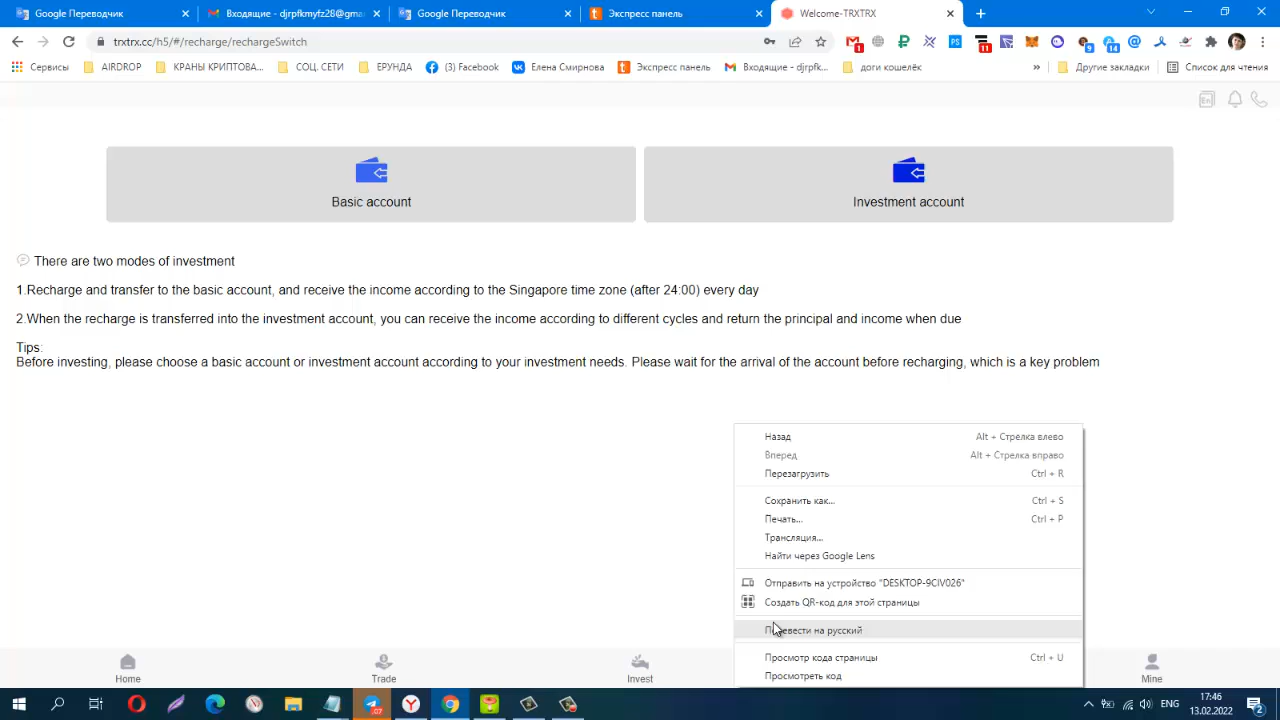 Google Переводчик
Входящие - djrpfkmyfz28@gma
Google Переводчик
Экспресс панель
Welcome-TRXTRX
trxtrx.cc/h5/#/recharge/rechargeSwitch
1
11
9
14
Сервисы
AIRDROP
КРАНЫ КРИПТОВА...
СОЦ. СЕТИ
ЕРУНДА
(3) Facebook
Елена Смирнова
Экспресс панель
Входящие - djrpfk...
доги кошелёк
»
Другие закладки
Список для чтения
En
Basic account
Investment account
There are two modes of investment
1.Recharge and transfer to the basic account, and receive the income according to the Singapore time zone (after 24:00) every day
2.When the recharge is transferred into the investment account, you can receive the income according to different cycles and return the principal and income when due
Tips:
Before investing, please choose a basic account or investment account according to your investment needs. Please wait for the arrival of the account before recharging, which is a key problem
Назад Alt + Стрелка влево
Вперед Alt + Стрелка вправо
Перезагрузить Ctrl + R
Сохранить как... Ctrl + S
Печать... Ctrl + P
Трансляция...
Найти через Google Lens
Отправить на устройство "DESKTOP-9CIV026"
Создать QR-код для этой страницы
Перевести на русский
Просмотр кода страницы Ctrl + U
Просмотреть код
Home
Trade
Invest
Mine
ENG
17:46
13.02.2022
2